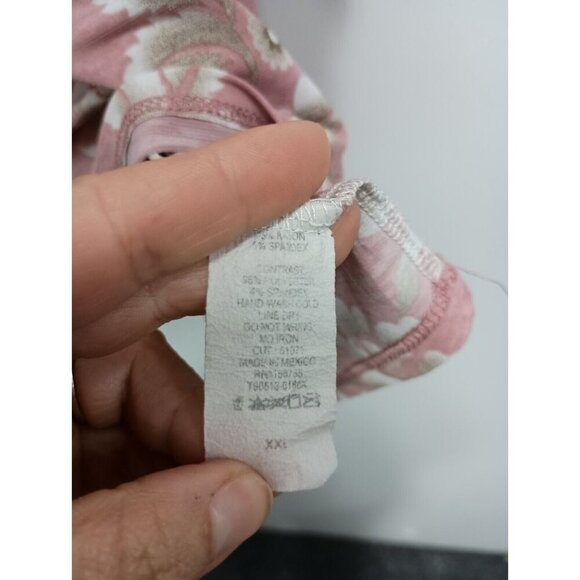 5% SPANDEX
CONTRAST
96% POLYESTER
4% SPANDEX
HAND WASH COLD
LINE DRY
DO NOT WRING
NO IRON
CUT: 51071
MADE IN MEXICO
XXL